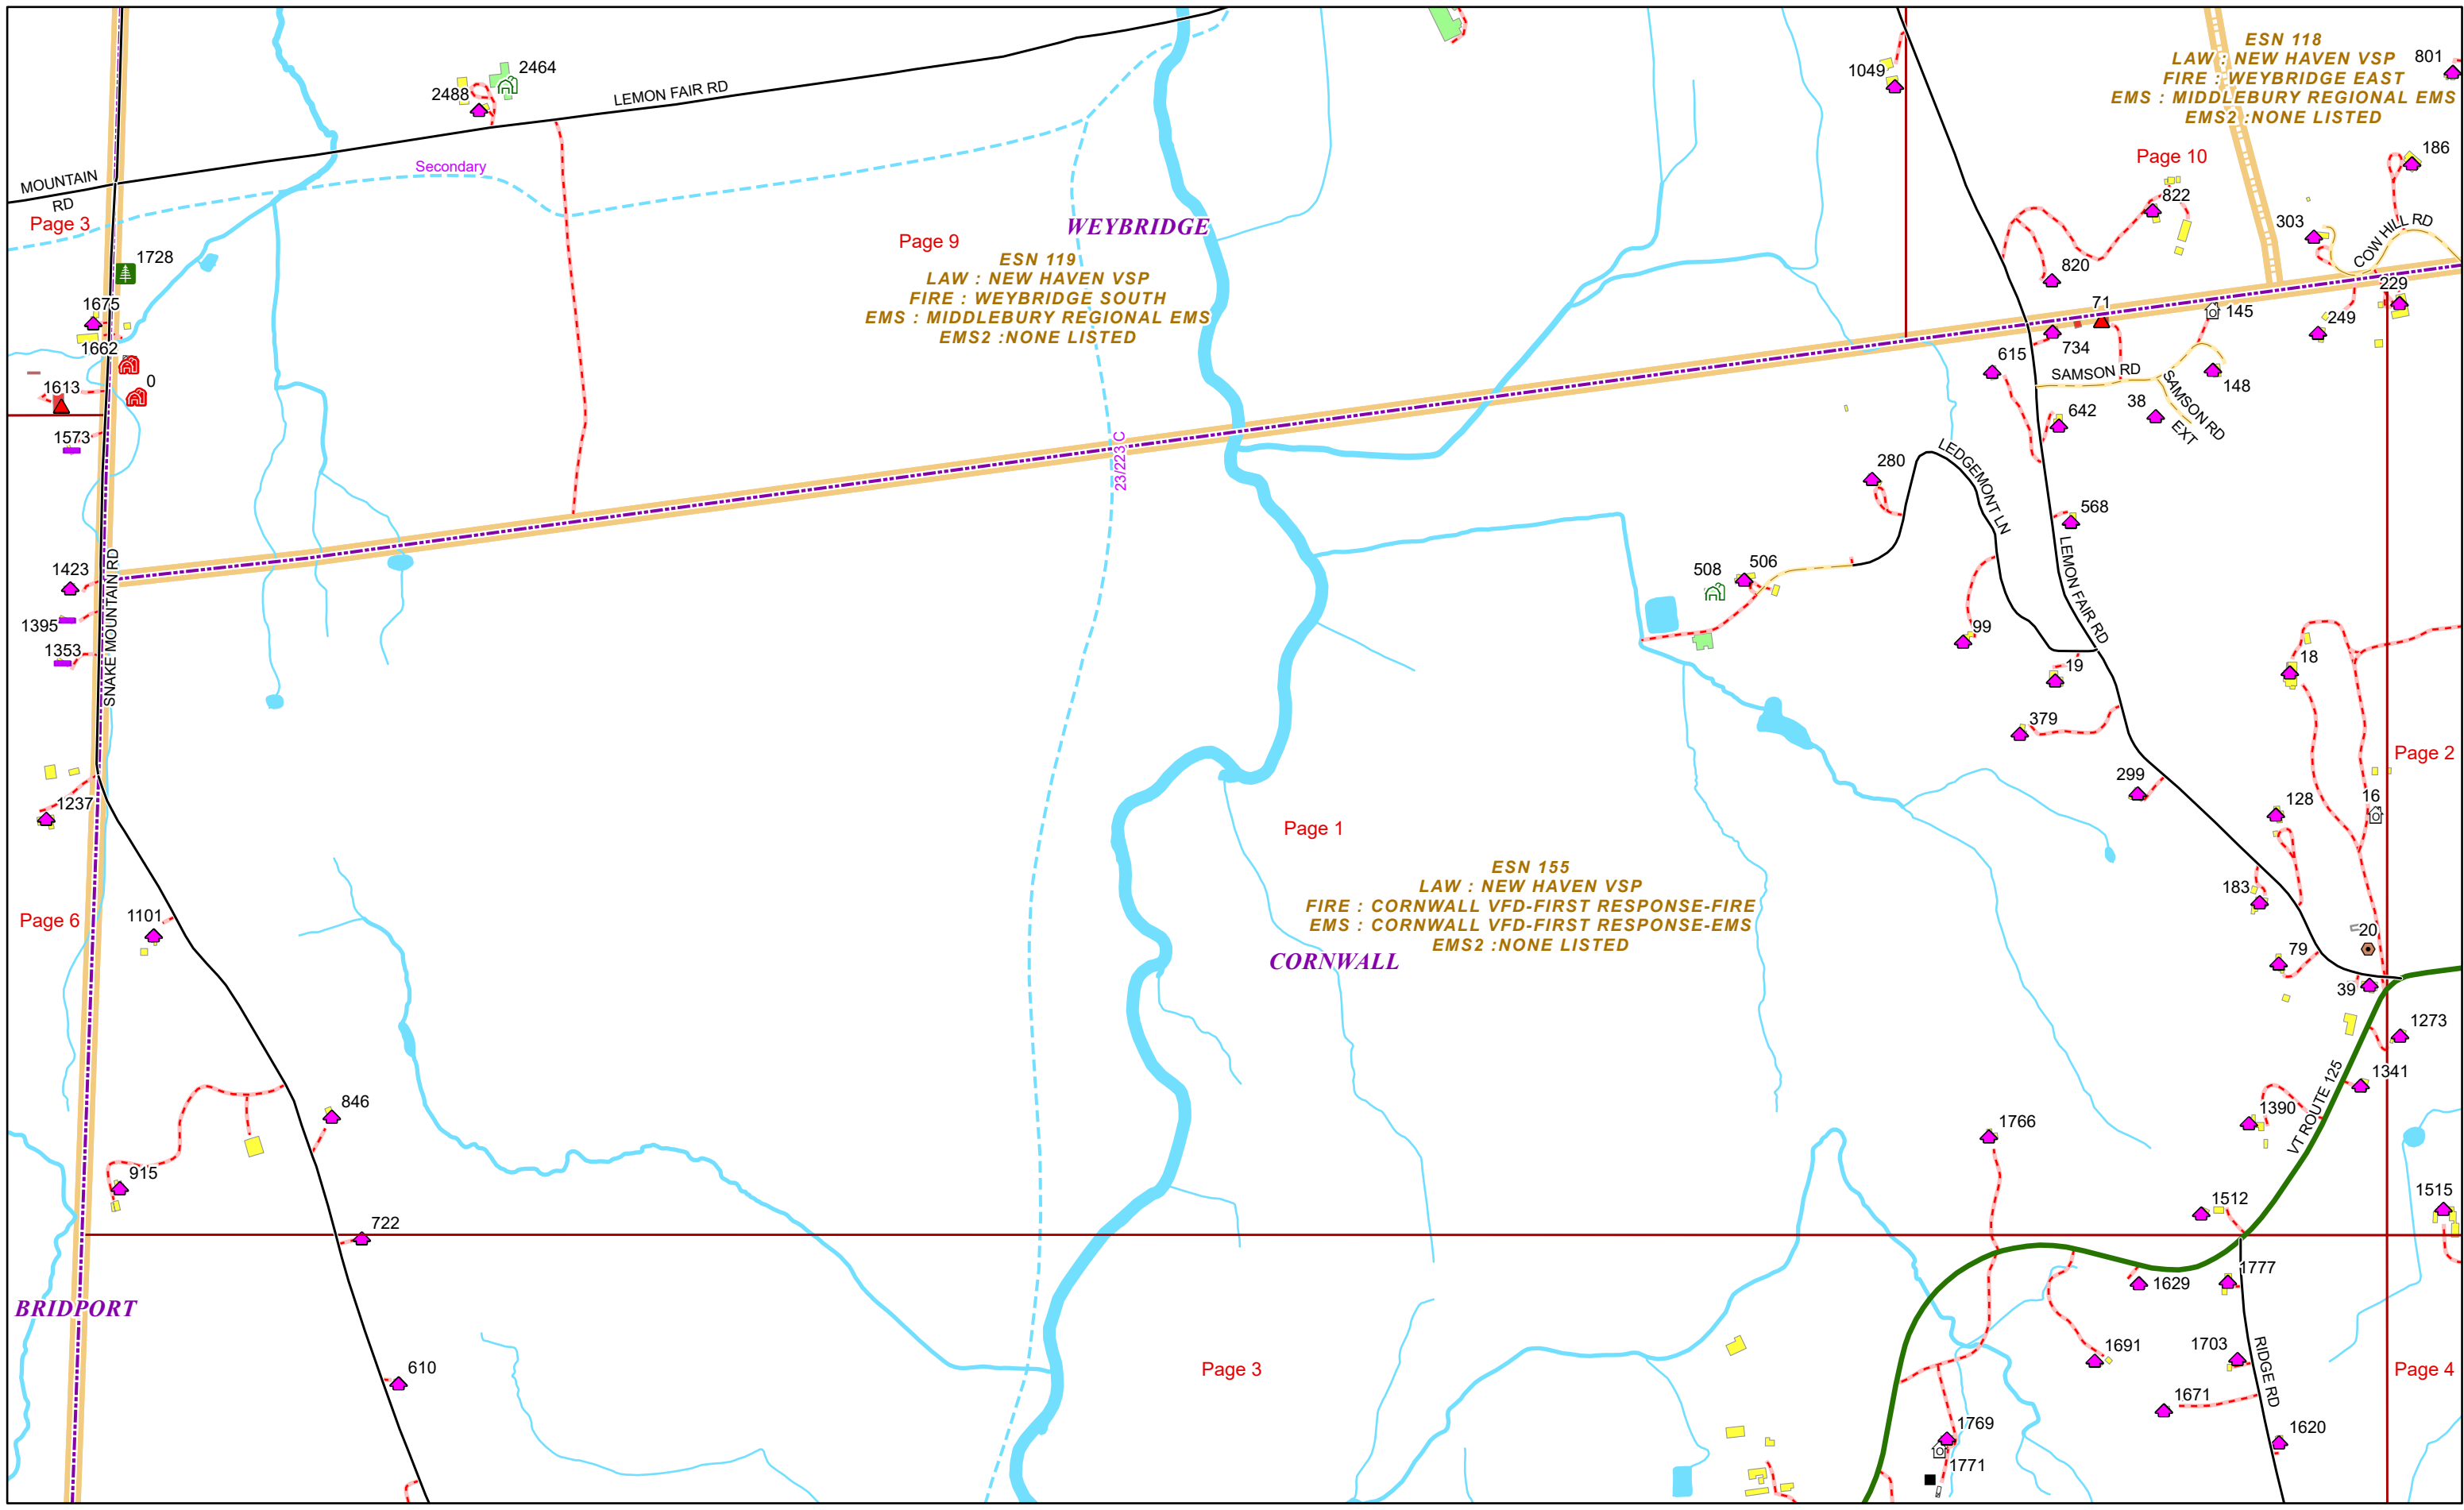 ESN 118
LAW : NEW HAVEN VSP
FIRE : WEYBRIDGE EAST
EMS : MIDDLEBURY REGIONAL EMS
EMS2 :NONE LISTED
801
2464
2488
LEMON FAIR RD
1049
186
Page 10
Secondary
MOUNTAIN
RD
Page 3
822
303
COW HILL RD
WEYBRIDGE
Page 9
ESN 119
LAW : NEW HAVEN VSP
FIRE : WEYBRIDGE SOUTH
EMS : MIDDLEBURY REGIONAL EMS
EMS2 :NONE LISTED
1728
820
229
1675
71
145
249
1662
734
615
SAMSON RD
148
1613
0
38
SAMSON RD
EXT
642
1573
23/223 C
280
LEDGEMONT LN
568
LEMON FAIR RD
1423
508
506
SNAKE MOUNTAIN RD
1395
1353
99
19
18
379
Page 2
299
1237
128
16
Page 1
ESN 155
LAW : NEW HAVEN VSP
FIRE : CORNWALL VFD-FIRST RESPONSE-FIRE
EMS : CORNWALL VFD-FIRST RESPONSE-EMS
EMS2 :NONE LISTED
183
Page 6
1101
20
CORNWALL
79
39
1273
1341
VT ROUTE 125
846
1390
1766
915
1512
1515
722
1777
1629
BRIDPORT
610
Page 3
1691
1703
RIDGE RD
Page 4
1671
1769
1620
1771